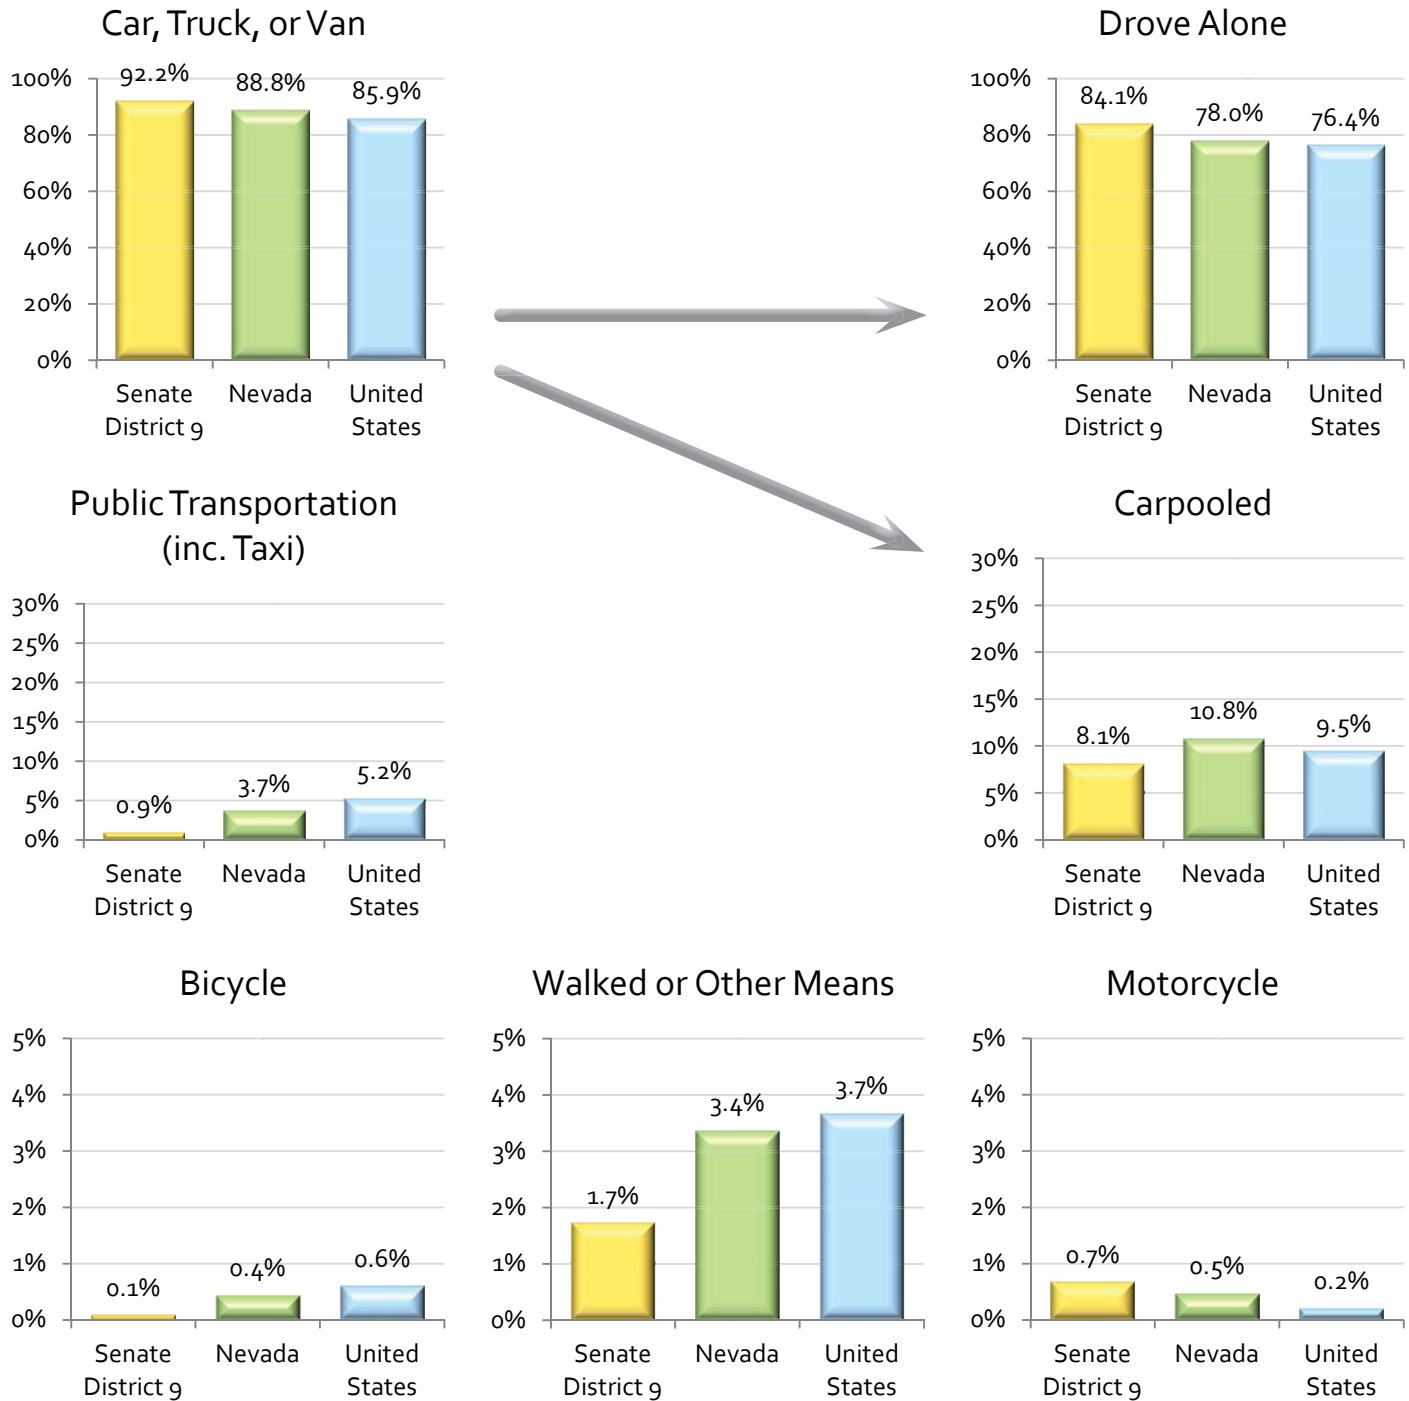 Car, Truck, or Van
100%
80%
60%
40%
20%
0%
92.2%
88.8%
85.9%
Senate
District 9
Nevada
United
States
Drove Alone
100%
80%
60%
40%
20%
0%
84.1%
78.0%
76.4%
Senate
District 9
Nevada
United
States
Public Transportation
(inc. Taxi)
30%
25%
20%
15%
10%
5%
0%
0.9%
3.7%
5.2%
Senate
District 9
Nevada
United
States
Carpooled
30%
25%
20%
15%
10%
5%
0%
8.1%
10.8%
9.5%
Senate
District 9
Nevada
United
States
Bicycle
5%
4%
3%
2%
1%
0%
0.1%
0.4%
0.6%
Senate
District 9
Nevada
United
States
Walked or Other Means
5%
4%
3%
2%
1%
0%
1.7%
3.4%
3.7%
Senate
District 9
Nevada
United
States
Motorcycle
5%
4%
3%
2%
1%
0%
0.7%
0.5%
0.2%
Senate
District 9
Nevada
United
States